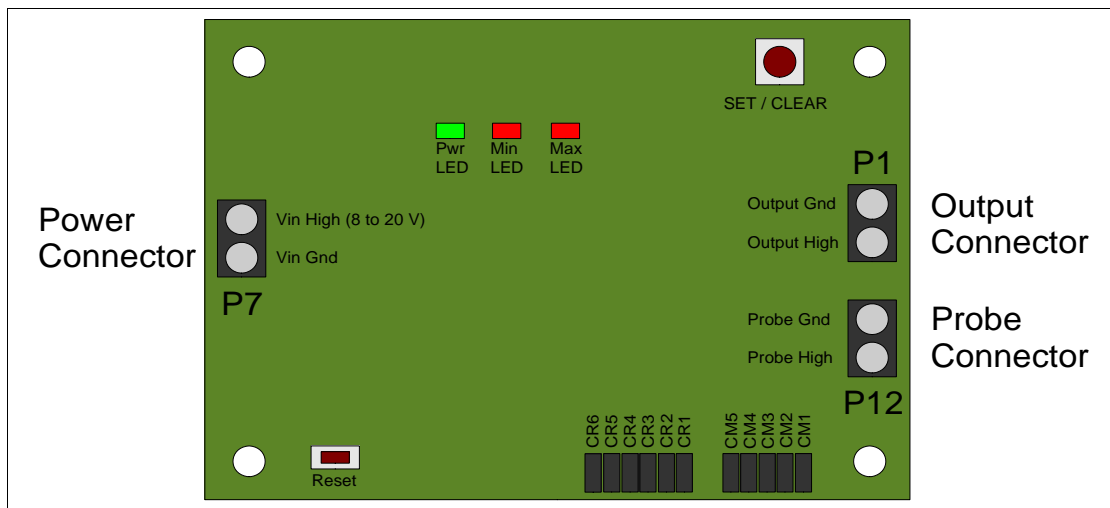 SET / CLEAR
Pwr
LED
Min
LED
Max
LED
P1
Power
Connector
Vin High (8 to 20 V)
Vin Gnd
P7
Output Gnd
Output High
Output
Connector
Probe Gnd
Probe High
Probe
Connector
P12
CR6
CR5
CR4
CR3
CR2
CR1
CM5
CM4
CM3
CM2
CM1
Reset